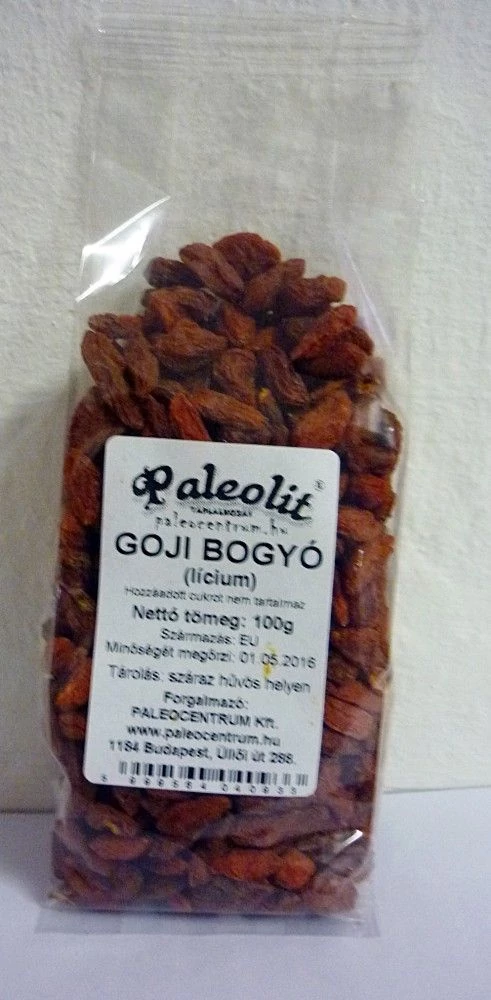 Paleolit®
TÁPLÁLKOZÁS
paleocentrum.hu
GOJI BOGYÓ
(lícium)
Hozzáadott cukrot nem tartalmaz
Nettó tömeg: 100g
Származás: EU
Minőségét megőrzi: 01.05.2016
Tárolás: száraz hűvös helyen
Forgalmazó:
PALEOCENTRUM Kft.
www.paleocentrum.hu
1184 Budapest, Üllői út 288.